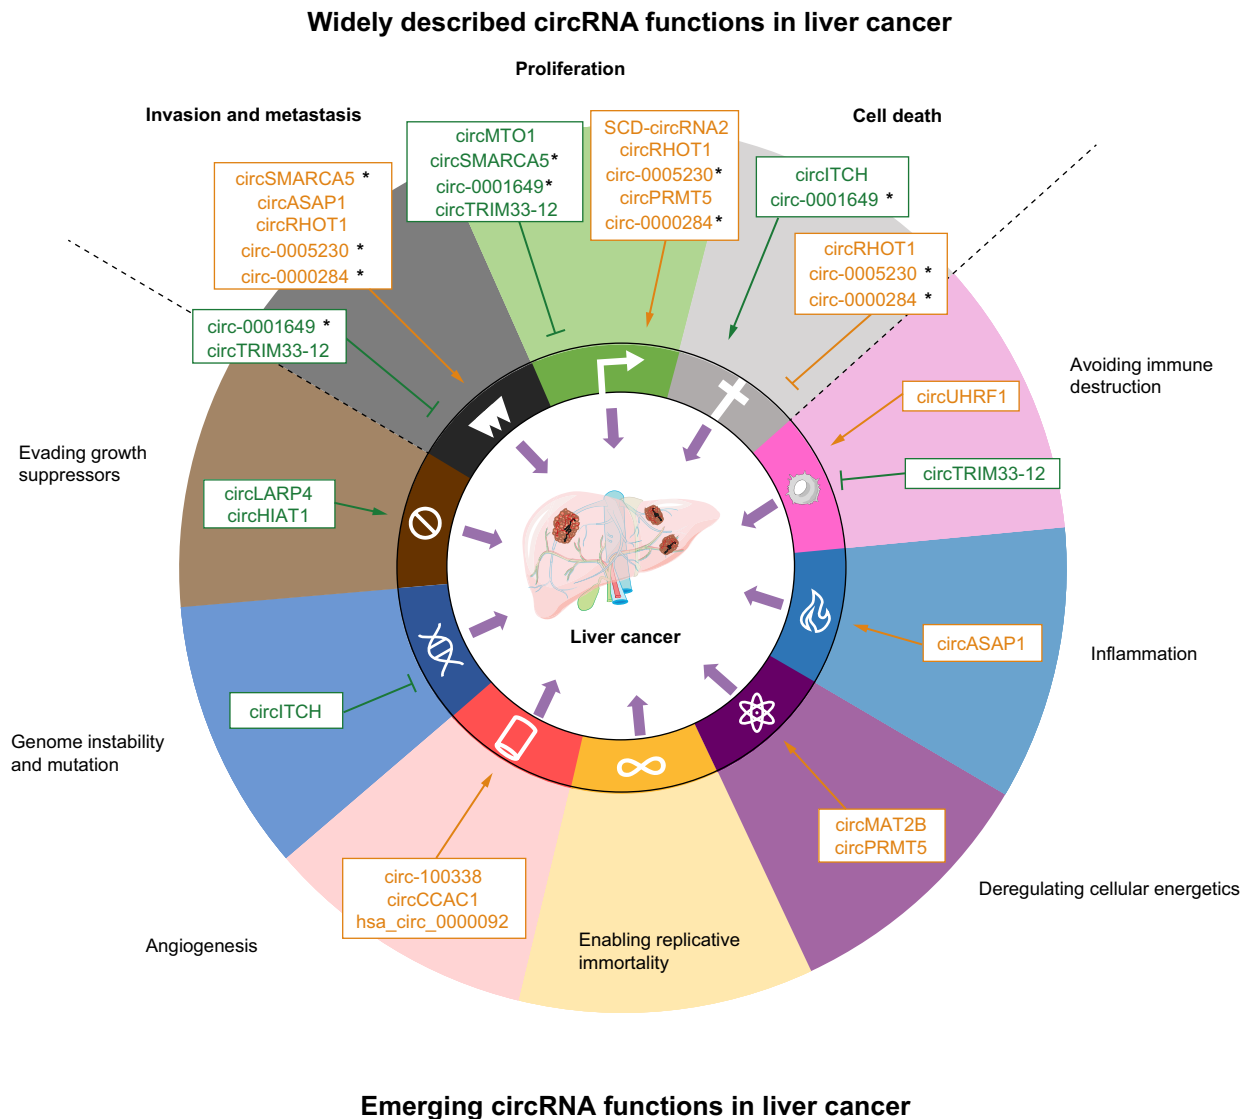 Widely described circRNA functions in liver cancer
Proliferation
Invasion and metastasis
Cell death
circSMARCA5 *
circASAP1
circRHOT1
circ-0005230 *
circ-0000284 *
circMTO1
circSMARCA5*
circ-0001649*
circTRIM33-12
SCD-circRNA2
circRHOT1
circ-0005230*
circPRMT5
circ-0000284*
circITCH
circ-0001649 *
circRHOT1
circ-0005230 *
circ-0000284 *
circ-0001649 *
circTRIM33-12
Avoiding immune
destruction
circUHRF1
circTRIM33-12
Evading growth
suppressors
circLARP4
circHIAT1
Liver cancer
circASAP1
Inflammation
circITCH
Genome instability
and mutation
circMAT2B
circPRMT5
Deregulating cellular energetics
circ-100338
circCCAC1
hsa_circ_0000092
Angiogenesis
Enabling replicative
immortality
Emerging circRNA functions in liver cancer